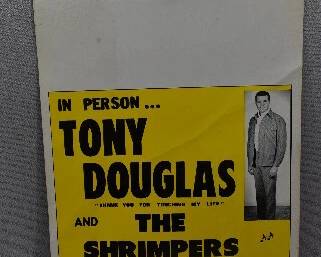 IN PERSON...
TONY
DOUGLAS
"THANK YOU FOR TOUCHING MY LIFE"
AND THE
SHRIMPERS